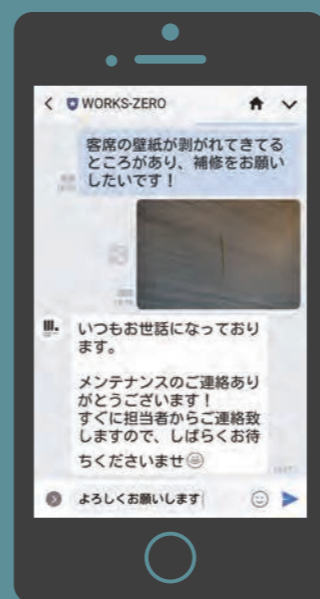 WORKS-ZERO
客席の壁紙が剥がれてきてる
ところがあり、補修をお願い
したいです！
いつもお世話になっており
ます。
メンテナンスのご連絡あり
がとうございます！
すぐに担当者からご連絡致
しますので、しばらくお待
ちくださいませ
よろしくお願いします